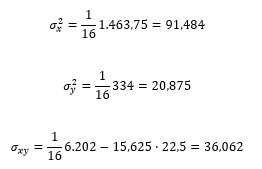 σ_x^2 = 1/16 1.463,75 = 91,484
σ_y^2 = 1/16 334 = 20,875
σ_xy = 1/16 6.202 − 15,625 · 22,5 = 36,062